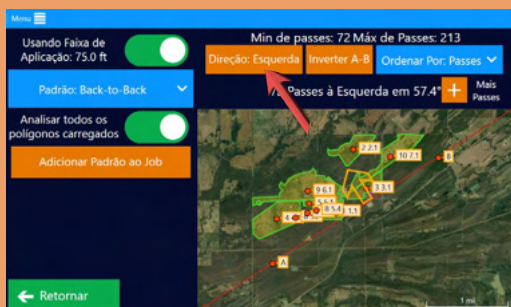 Menu
Usando Faixa de
Aplicação: 75.0 ft
Padrão: Back-to-Back
Analisar todos os
polígonos carregados
Adicionar Padrão ao Job
Retornar
Min de passes: 72 Máx de Passes: 213
Direção: Esquerda
Inverter A-B
Ordenar Por: Passes
Passes à Esquerda em 57.4°
+
Mais
Passes
2 2.1
10 7.1
B
3 3.1
9 6.1
8 5.4
1.1
4
A
1 mi